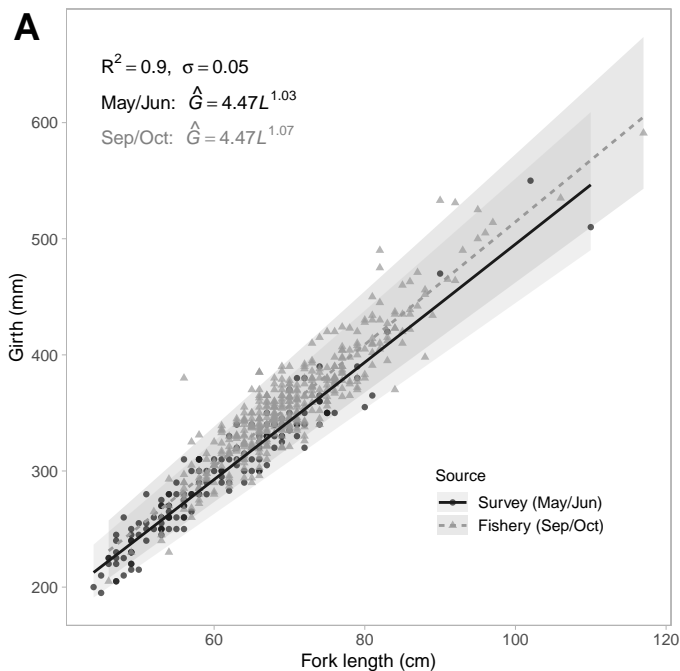 A
R² = 0.9, σ = 0.05
May/Jun: Ĝ = 4.47L^1.03
Sep/Oct: Ĝ = 4.47L^1.07
600
500
400
300
200
Girth (mm)
Source
Survey (May/Jun)
Fishery (Sep/Oct)
60 80 100 120
Fork length (cm)